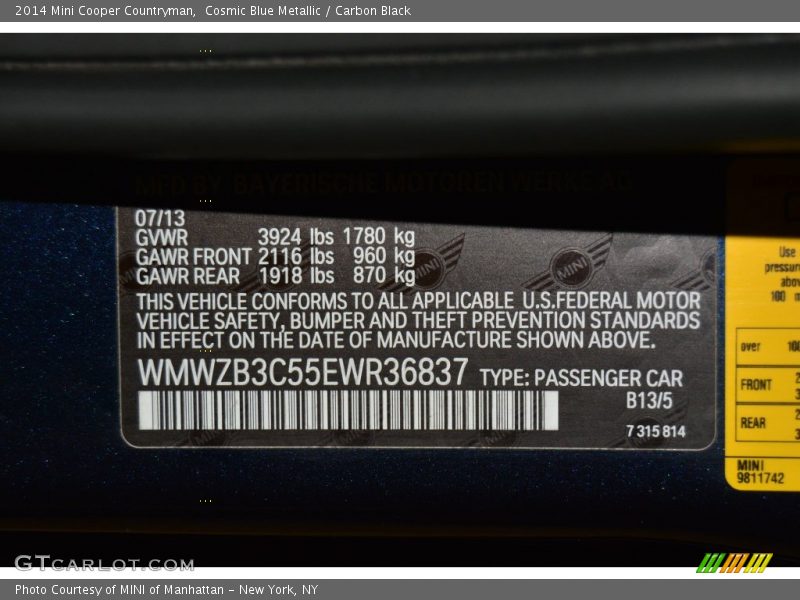 2014 Mini Cooper Countryman,  Cosmic Blue Metallic / Carbon Black
MFD BY BAYERISCHE MOTOREN WERKE AG
07/13
GVWR 3924 lbs 1780 kg
GAWR FRONT 2116 lbs 960 kg
GAWR REAR 1918 lbs 870 kg
MINI MINI
THIS VEHICLE CONFORMS TO ALL APPLICABLE U.S.FEDERAL MOTOR
VEHICLE SAFETY, BUMPER AND THEFT PREVENTION STANDARDS
IN EFFECT ON THE DATE OF MANUFACTURE SHOWN ABOVE.
WMWZB3C55EWR36837 TYPE: PASSENGER CAR
B13/5
7 315 814
Use
over
FRONT
REAR
MINI
9811742
GTCARLOT.COM
Photo Courtesy of MINI of Manhattan - New York, NY